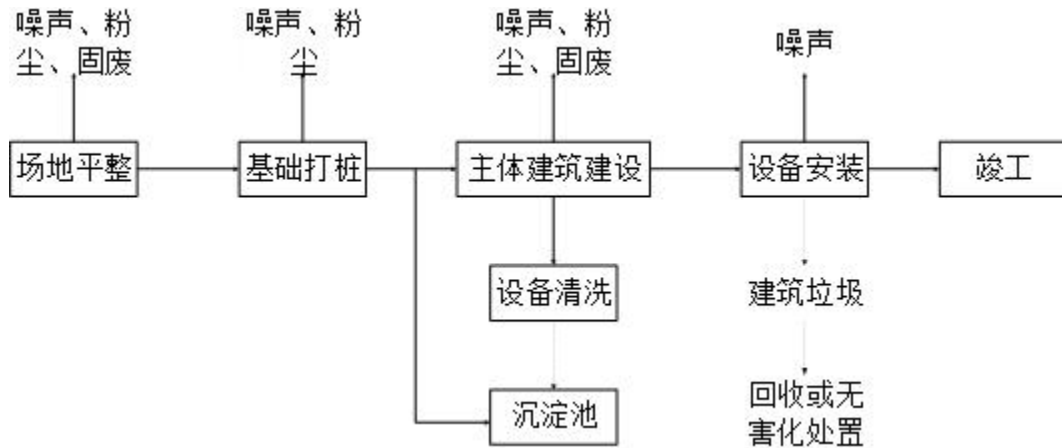 噪声、粉
尘、固废
噪声、粉
尘
噪声、粉
尘、固废
噪声
场地平整
基础打桩
主体建筑建设
设备安装
竣工
设备清洗
建筑垃圾
沉淀池
回收或无
害化处置